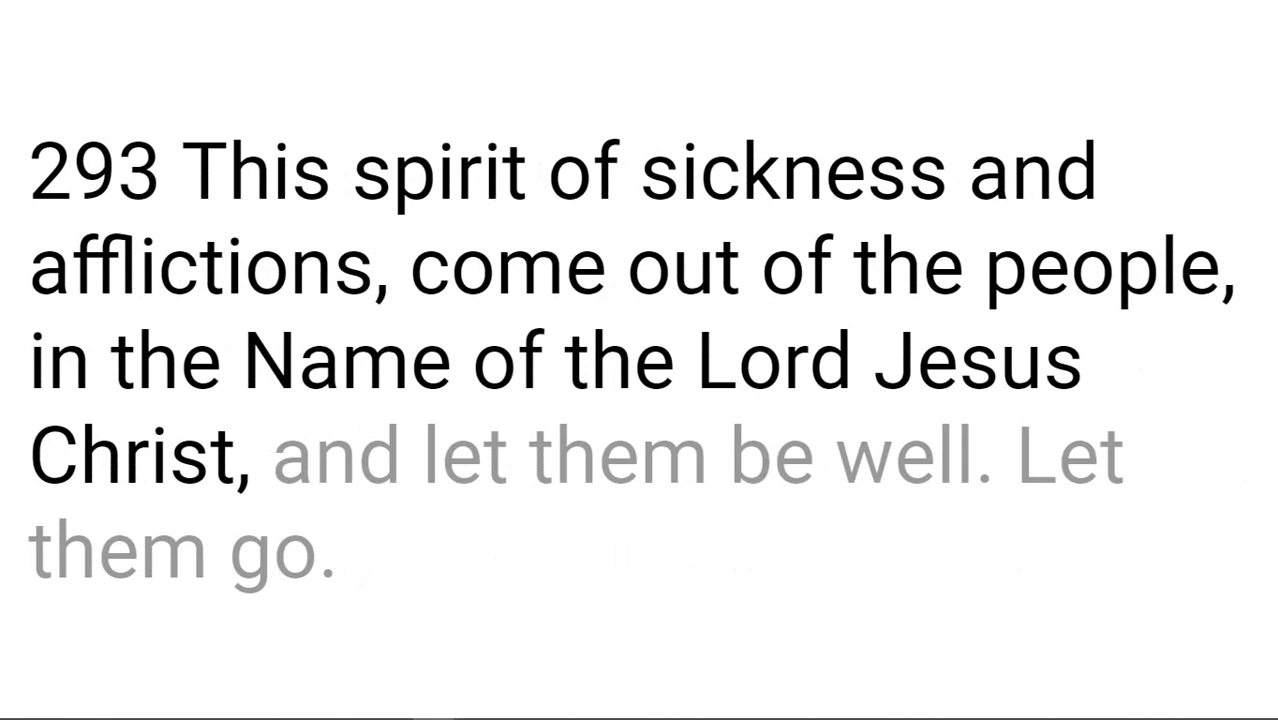 293 This spirit of sickness and
afflictions, come out of the people,
in the Name of the Lord Jesus
Christ, and let them be well. Let
them go.